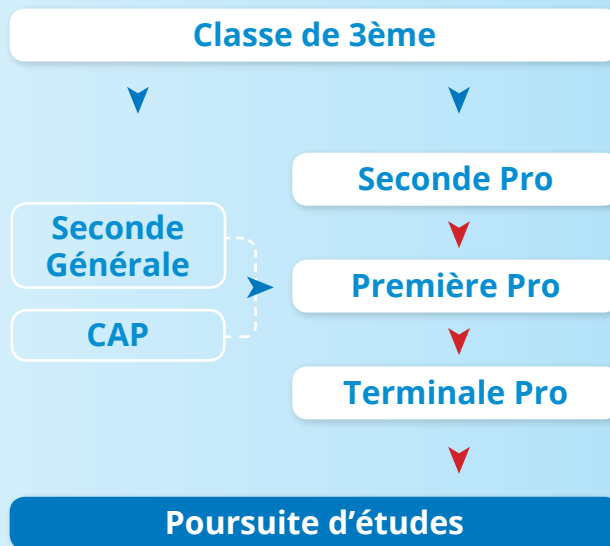 Classe de 3ème
Seconde Pro
Seconde
Générale
Première Pro
CAP
Terminale Pro
Poursuite d’études